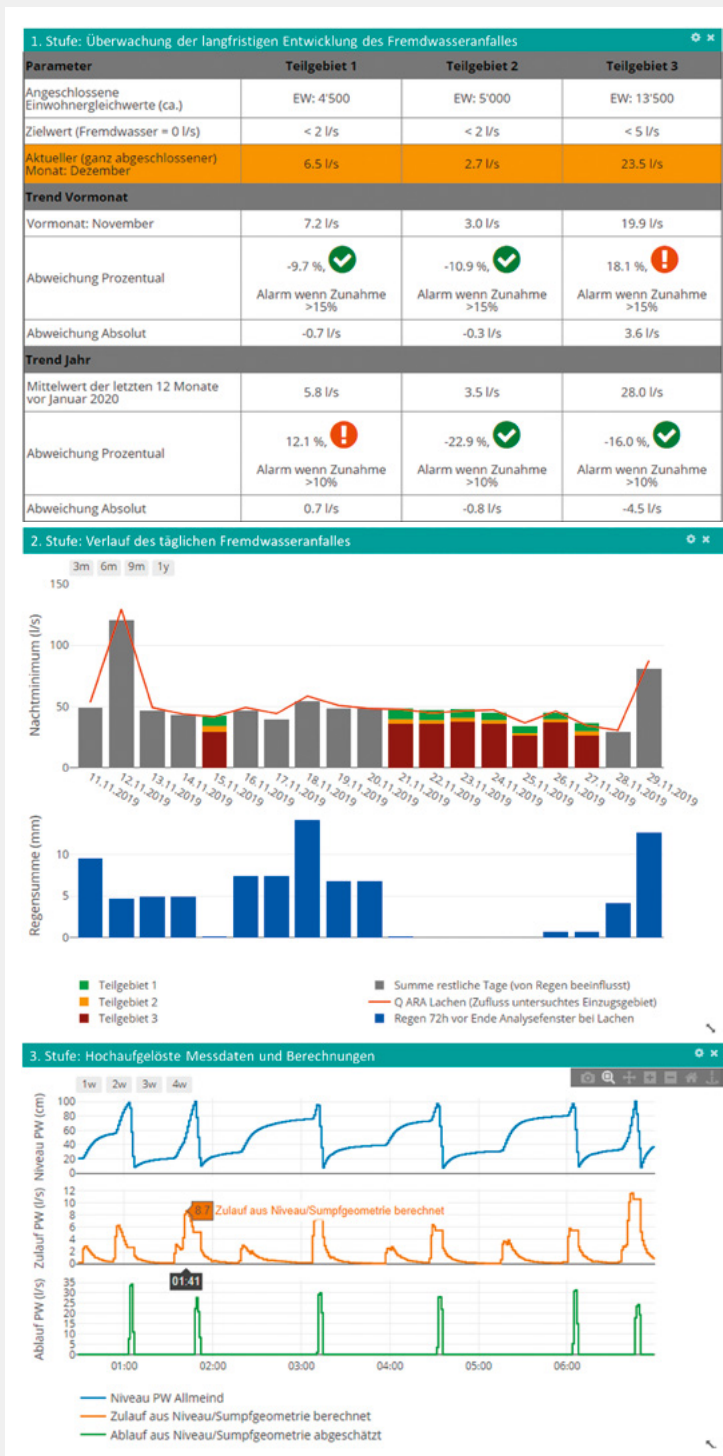 1. Stufe: Überwachung der langfristigen Entwicklung des Fremdwasseranfalles
Parameter Teilgebiet 1 Teilgebiet 2 Teilgebiet 3
Angeschlossene
Einwohnergleichwerte (ca.) EW: 4'500 EW: 5'000 EW: 13'500
Zielwert (Fremdwasser = 0 l/s) < 2 l/s < 2 l/s < 5 l/s
Aktueller (ganz abgeschlossener)
Monat: Dezember 6.5 l/s 2.7 l/s 23.5 l/s
Trend Vormonat
Vormonat: November 7.2 l/s 3.0 l/s 19.9 l/s
Abweichung Prozentual -9.7 %, -10.9 %, 18.1 %,
Alarm wenn Zunahme Alarm wenn Zunahme Alarm wenn Zunahme
>15% >15% >15%
Abweichung Absolut -0.7 l/s -0.3 l/s 3.6 l/s
Trend Jahr
Mittelwert der letzten 12 Monate
vor Januar 2020 5.8 l/s 3.5 l/s 28.0 l/s
Abweichung Prozentual 12.1 %, -22.9 %, -16.0 %,
Alarm wenn Zunahme Alarm wenn Zunahme Alarm wenn Zunahme
>10% >10% >10%
Abweichung Absolut 0.7 l/s -0.8 l/s -4.5 l/s
2. Stufe: Verlauf des täglichen Fremdwasseranfalles
3m 6m 9m 1y
Nachtminimum (l/s)
150
100
50
0
11.11.2019 12.11.2019 13.11.2019 14.11.2019 15.11.2019 16.11.2019 17.11.2019 18.11.2019 19.11.2019 20.11.2019 21.11.2019 22.11.2019 23.11.2019 24.11.2019 25.11.2019 26.11.2019 27.11.2019 28.11.2019 29.11.2019
Regensumme (mm)
10
5
0
Teilgebiet 1
Teilgebiet 2
Teilgebiet 3
Summe restliche Tage (von Regen beeinflusst)
Q ARA Lachen (Zufluss untersuchtes Einzugsgebiet)
Regen 72h vor Ende Analysefenster bei Lachen
3. Stufe: Hochaufgelöste Messdaten und Berechnungen
1w 2w 3w 4w
Niveau PW (cm)
100
80
60
40
20
0
Zulauf PW (l/s)
12
10
8
6
4
2
0
8.7 Zulauf aus Niveau/Sumpfgeometrie berechnet
01:41
Ablauf PW (l/s)
35
30
25
20
15
10
5
0
01:00 02:00 03:00 04:00 05:00 06:00
Niveau PW Allmeind
Zulauf aus Niveau/Sumpfgeometrie berechnet
Ablauf aus Niveau/Sumpfgeometrie abgeschätzt